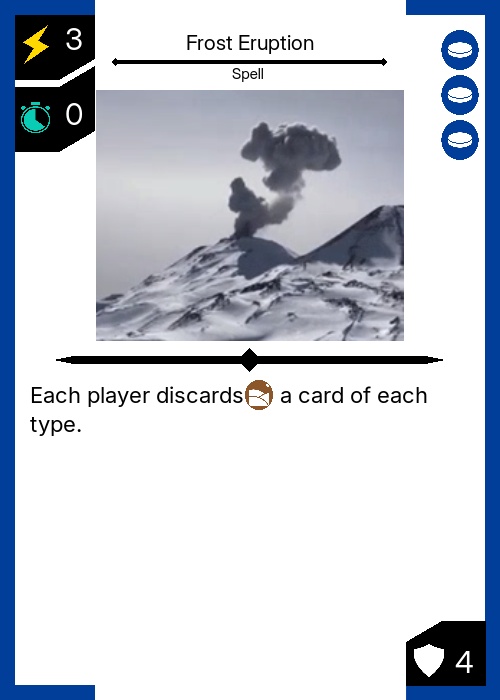 3
Frost Eruption
Spell
0
Each player discards a card of each
type.
4